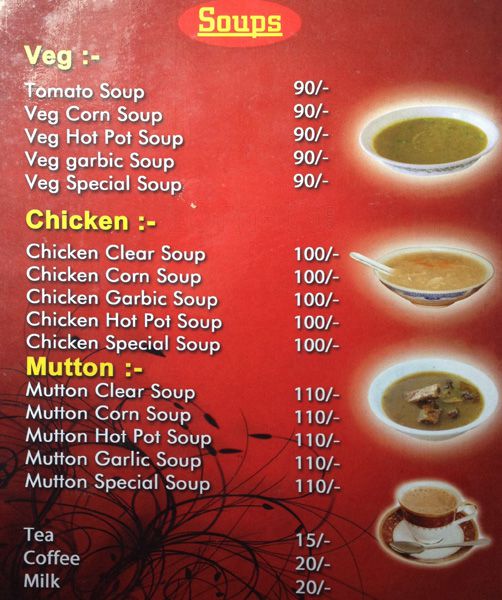 Soups
Veg :-
Tomato Soup 90/-
Veg Corn Soup 90/-
Veg Hot Pot Soup 90/-
Veg garbic Soup 90/-
Veg Special Soup 90/-
Chicken :-
Chicken Clear Soup 100/-
Chicken Corn Soup 100/-
Chicken Garbic Soup 100/-
Chicken Hot Pot Soup 100/-
Chicken Special Soup 100/-
Mutton :-
Mutton Clear Soup 110/-
Mutton Corn Soup 110/-
Mutton Hot Pot Soup 110/-
Mutton Garlic Soup 110/-
Mutton Special Soup 110/-
Tea 15/-
Coffee 20/-
Milk 20/-